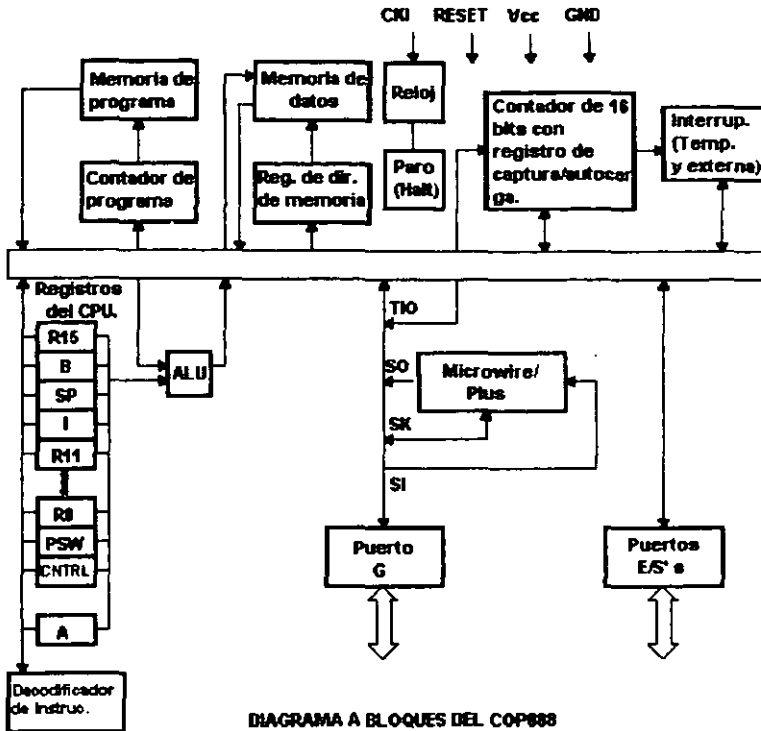 CKI RESET Vcc GND
Memoria de
programa
Memoria de
datos
Reloj
Contador de 16
bits con
registro de
captura/autocar
ga.
Interrup.
(Temp.
y externa)
Contador de
programa
Reg. de dir.
de memoria
Paro
(Halt)
Registros
del CPU.
R15
B
SP
I
R11
R0
PSW
CNTRL
A
ALU
TIO
SO
SK
SI
Microwire/
Plus
Puerto
G
Puertos
E/S's
Decodificador
de Instruc.
DIAGRAMA A BLOQUES DEL COP888